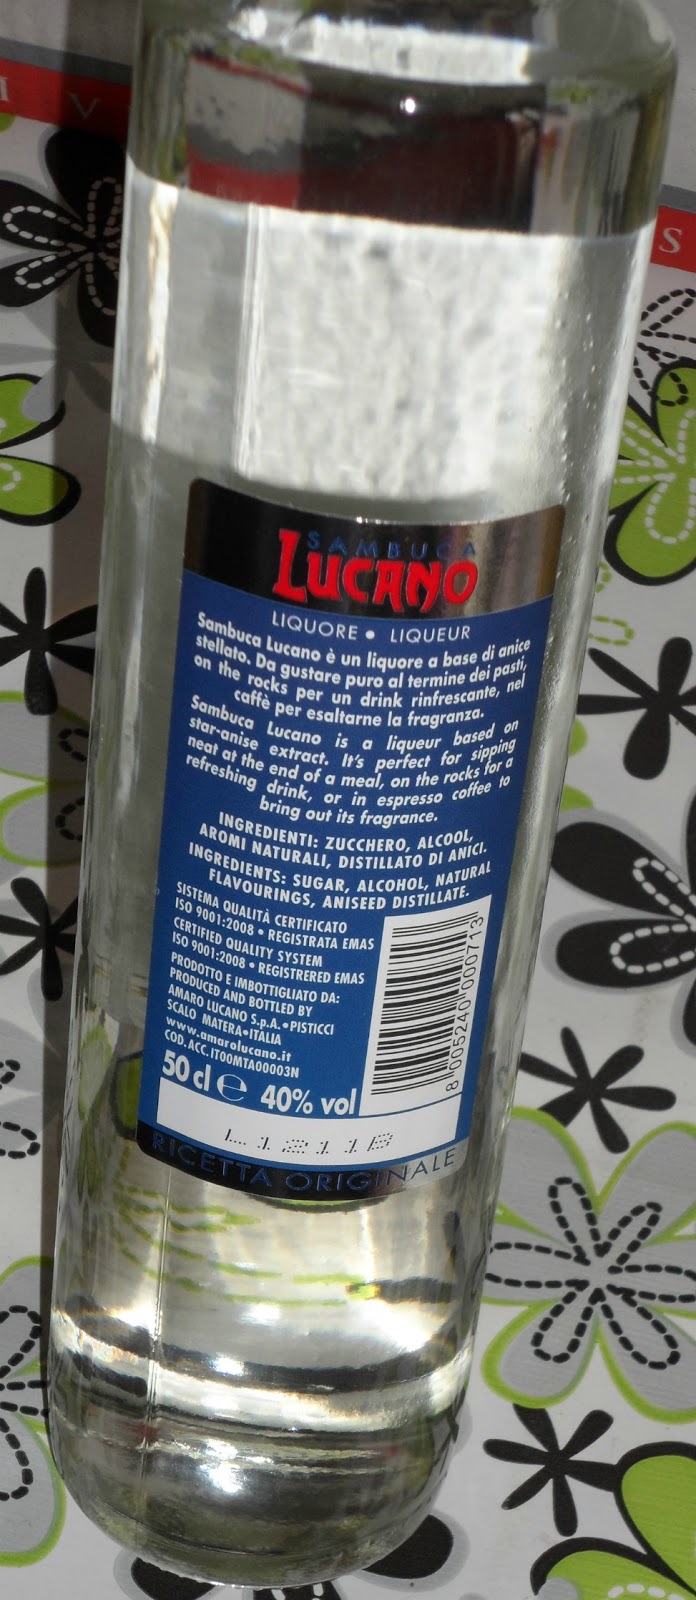 SAMBUCA
LUCANO
LIQUORE • LIQUEUR
Sambuca Lucano è un liquore a base di anice
stellato. Da gustare puro al termine dei pasti,
on the rocks per un drink rinfrescante, nel
caffè per esaltarne la fragranza.
Sambuca Lucano is a liqueur based on
star-anise extract. It's perfect for sipping
neat at the end of a meal, on the rocks for a
refreshing drink, or in espresso coffee to
bring out its fragrance.
INGREDIENTI: ZUCCHERO, ALCOOL,
AROMI NATURALI, DISTILLATO DI ANICI.
INGREDIENTS: SUGAR, ALCOHOL, NATURAL
FLAVOURINGS, ANISEED DISTILLATE.
SISTEMA QUALITÀ CERTIFICATO
ISO 9001:2008 • REGISTRATA EMAS
CERTIFIED QUALITY SYSTEM
ISO 9001:2008 • REGISTRERED EMAS
PRODOTTO E IMBOTTIGLIATO DA:
PRODUCED AND BOTTLED BY
AMARO LUCANO S.p.A. • PISTICCI
SCALO MATERA • ITALIA
www.amarolucano.it
COD.ACC.IT00MTA00003N
50 cl e 40% vol
8 005240 000713
L1211B
RICETTA ORIGINALE